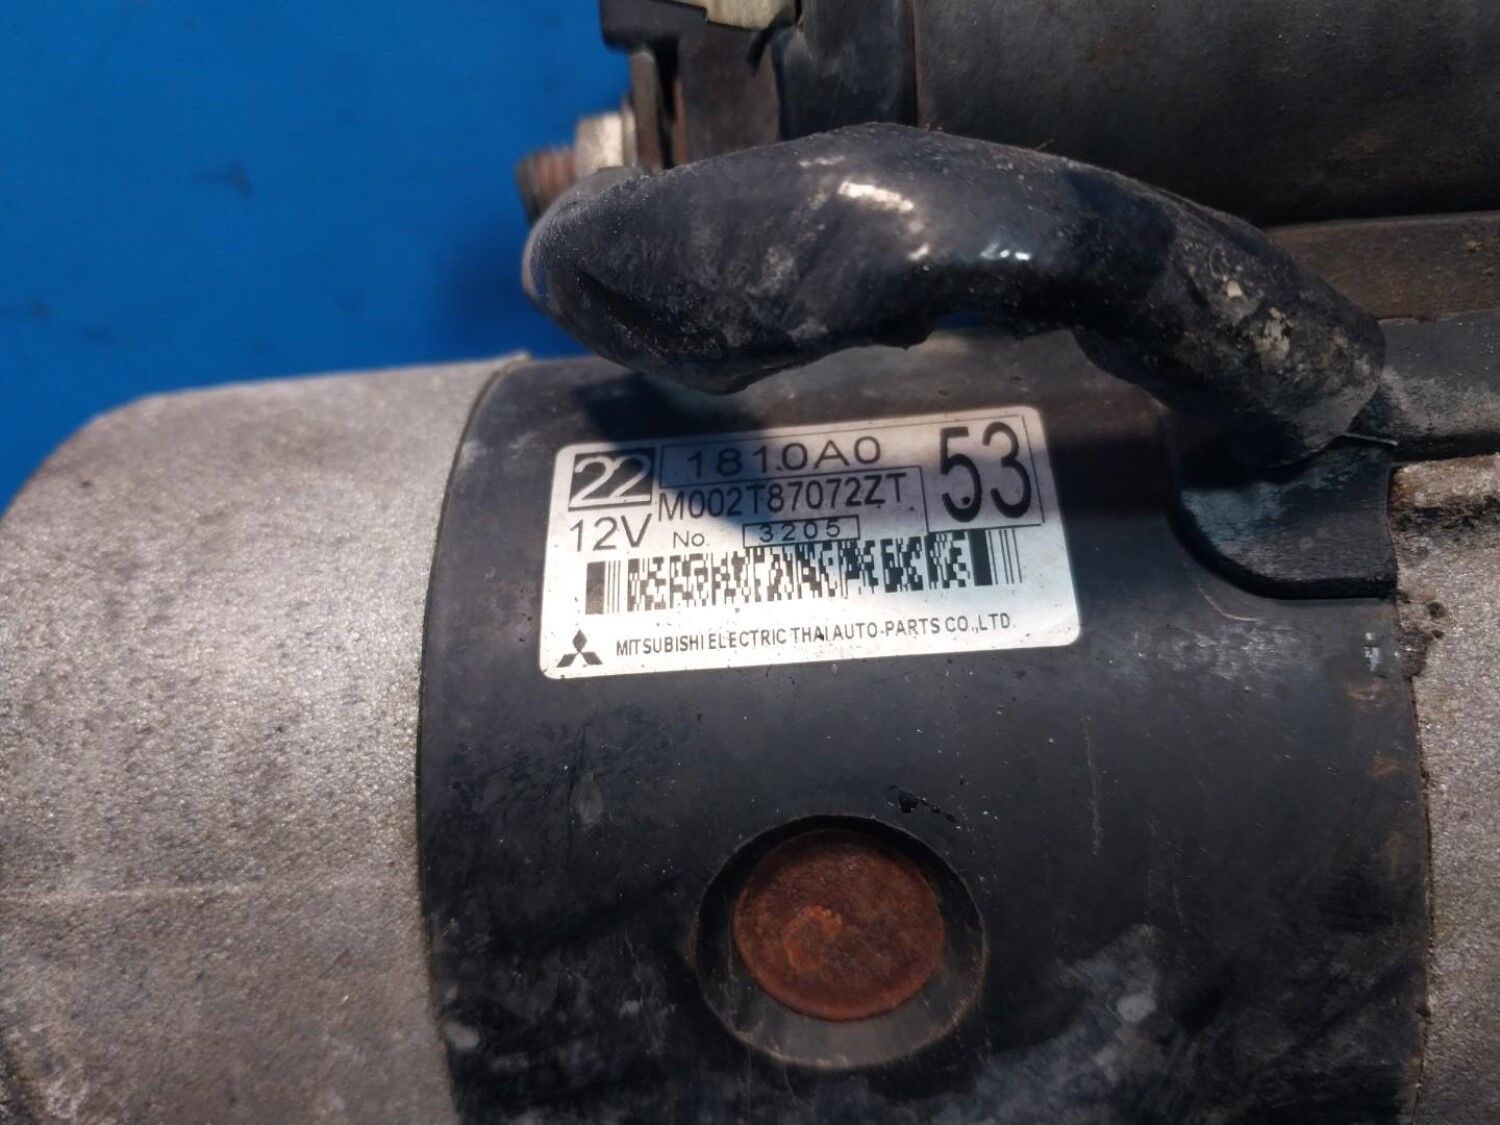 22 1810A0 53
M002T87072ZT
12V No. 3205
MITSUBISHI ELECTRIC THAI AUTO-PARTS CO.,LTD.